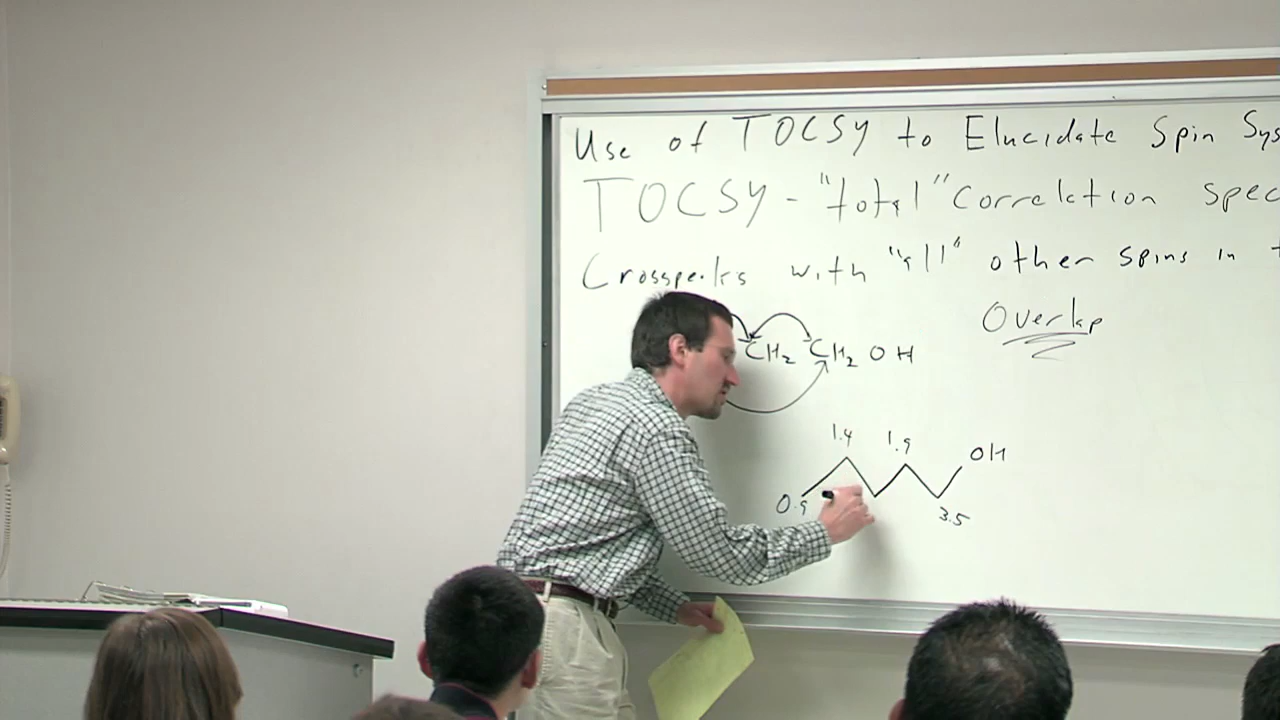 Use of TOCSY to Elucidate Spin Sys
TOCSY - "total" Correlation spec
Crosspeaks with "all" other spins in t
Overlap
CH2 CH2 OH
1.4 1.9 OH
0.9 3.5